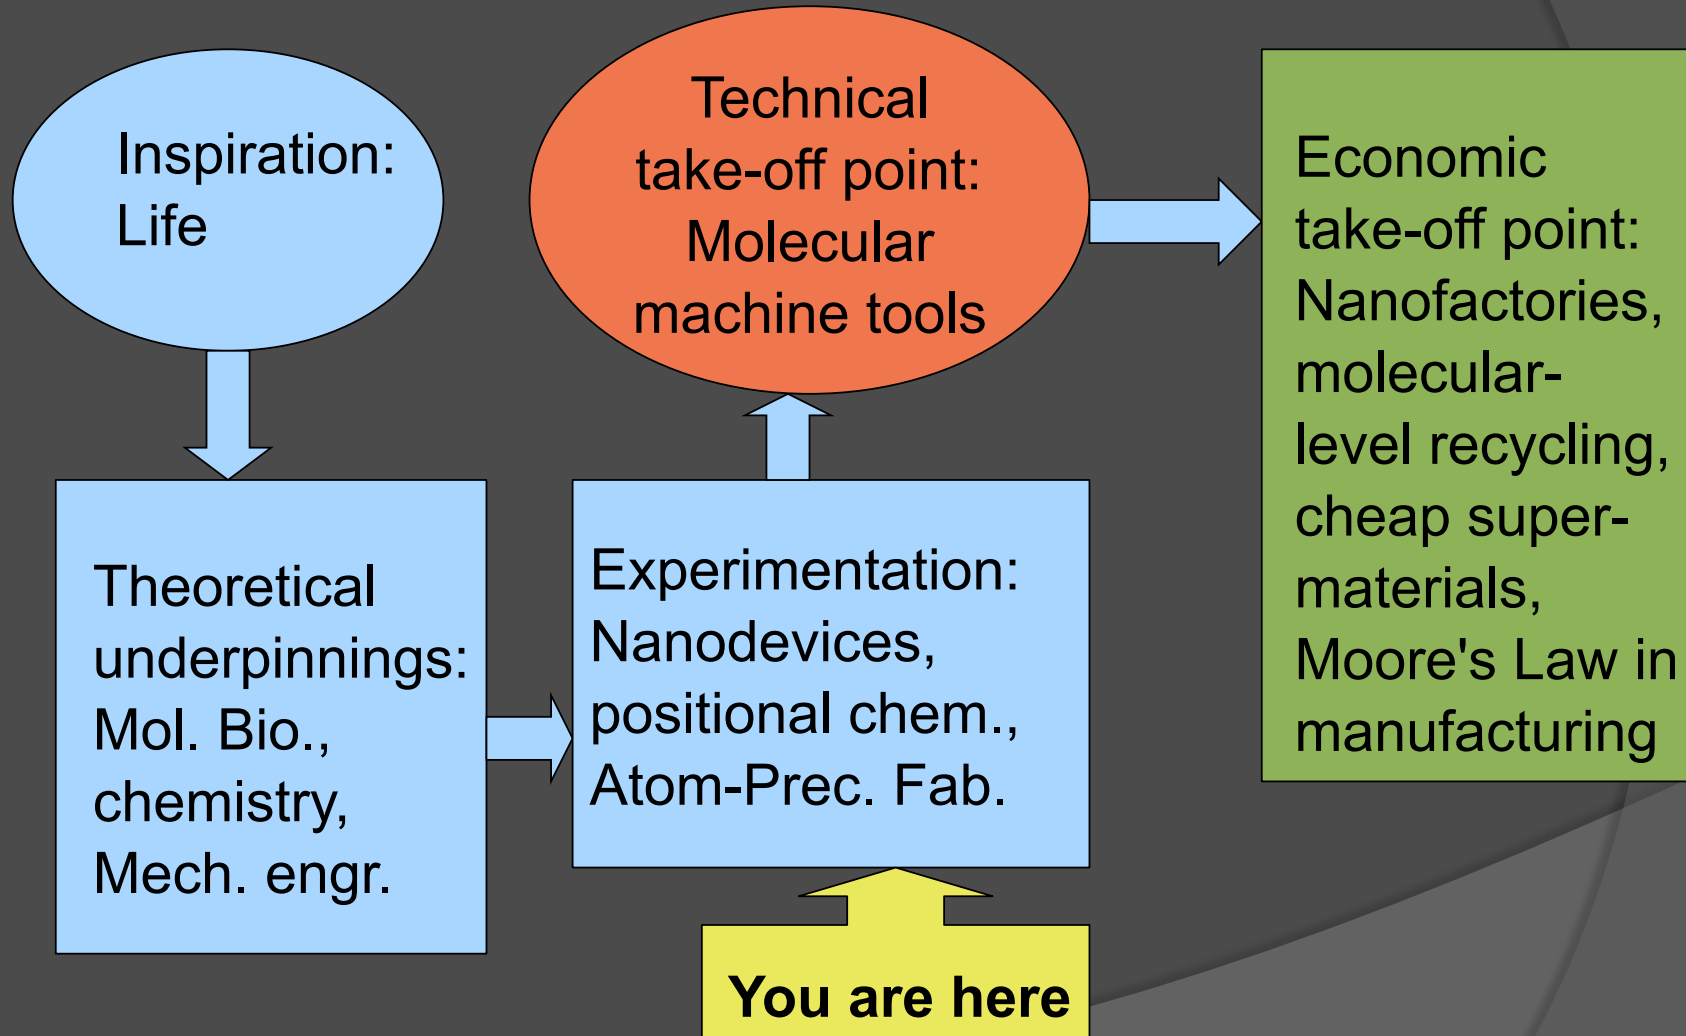 Inspiration:
Life
Theoretical
underpinnings:
Mol. Bio.,
chemistry,
Mech. engr.
Experimentation:
Nanodevices,
positional chem.,
Atom-Prec. Fab.
You are here
Technical
take-off point:
Molecular
machine tools
Economic
take-off point:
Nanofactories,
molecular-
level recycling,
cheap super-
materials,
Moore's Law in
manufacturing